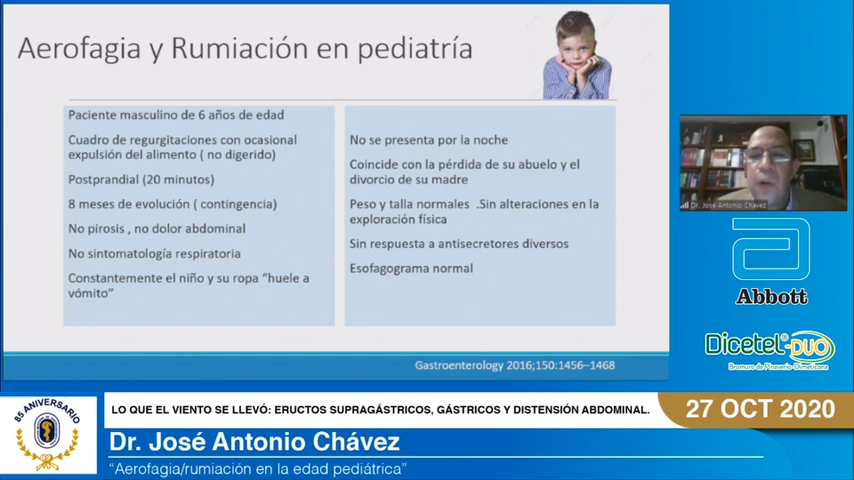 Aerofagia y Rumiación en pediatría
Paciente masculino de 6 años de edad
Cuadro de regurgitaciones con ocasional
expulsión del alimento ( no digerido)
Postprandial (20 minutos)
8 meses de evolución ( contingencia)
No pirosis , no dolor abdominal
No sintomatología respiratoria
Constantemente el niño y su ropa “huele a
vómito”
No se presenta por la noche
Coincide con la pérdida de su abuelo y el
divorcio de su madre
Peso y talla normales .Sin alteraciones en la
exploración física
Sin respuesta a antisecretores diversos
Esofagograma normal
Gastroenterology 2016;150:1456–1468
Dr. José Antonio Chávez
Abbott
Dicetel®-DUO
Bromuro de Pinaverio-Dimeticona
85 ANIVERSARIO
LO QUE EL VIENTO SE LLEVÓ: ERUCTOS SUPRAGÁSTRICOS, GÁSTRICOS Y DISTENSIÓN ABDOMINAL.
27 OCT 2020
Dr. José Antonio Chávez
“Aerofagia/rumiación en la edad pediátrica”